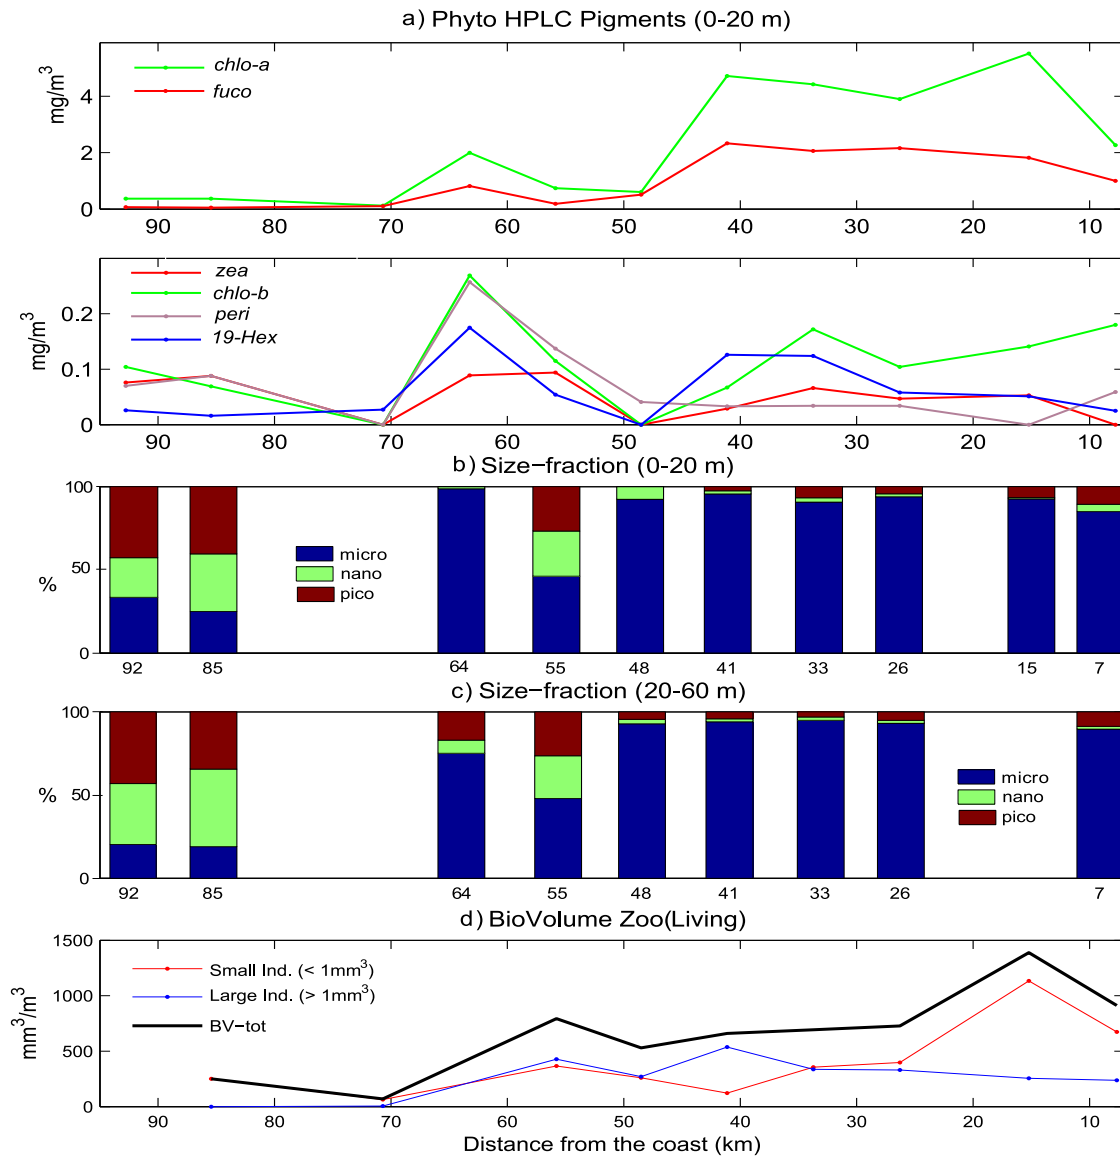 a) Phyto HPLC Pigments (0-20 m)
mg/m³
4
2
0
chlo-a
fuco
90 80 70 60 50 40 30 20 10
mg/m³
0.2
0.1
0
zea
chlo-b
peri
19-Hex
90 80 70 60 50 40 30 20 10
b) Size-fraction (0-20 m)
%
100
50
0
micro
nano
pico
92 85 64 55 48 41 33 26 15 7
c) Size-fraction (20-60 m)
%
100
50
0
micro
nano
pico
92 85 64 55 48 41 33 26 7
d) BioVolume Zoo(Living)
mm³/m³
1500
1000
500
0
Small Ind. (< 1mm³)
Large Ind. (> 1mm³)
BV-tot
90 80 70 60 50 40 30 20 10
Distance from the coast (km)